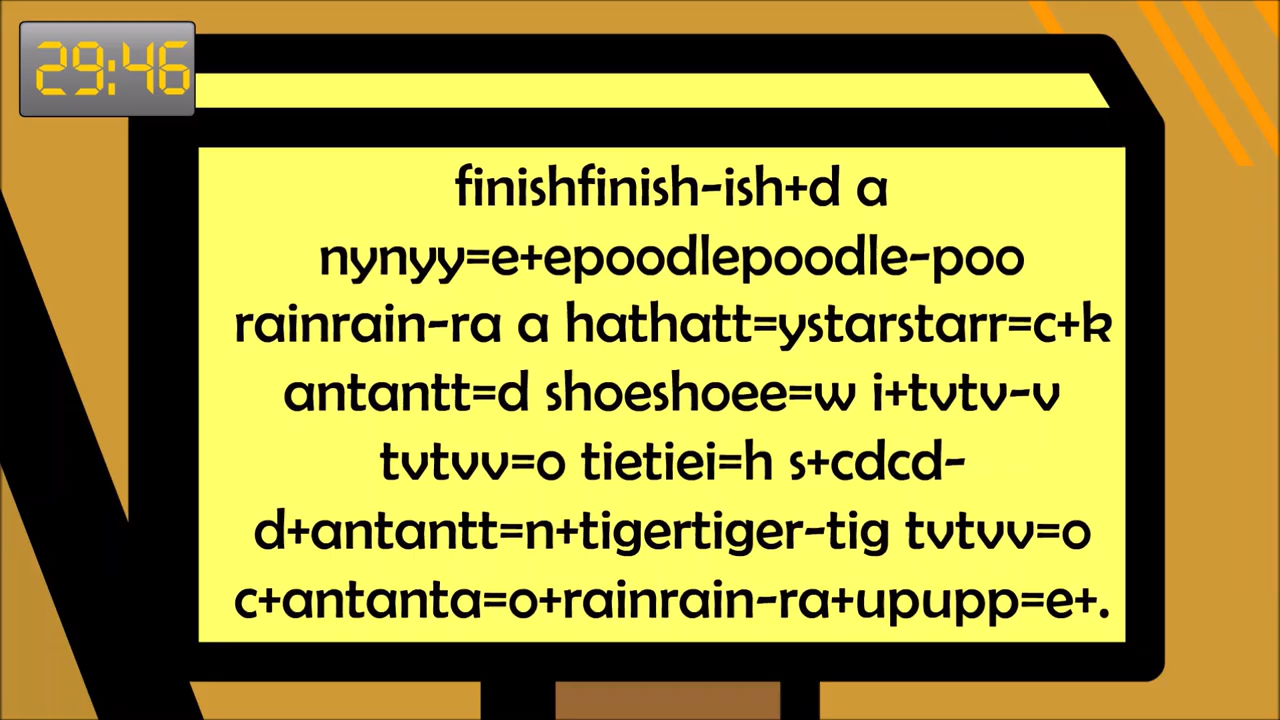 29:46
finishfinish-ish+d a
nynyy=e+epoodlepoodle-poo
rainrain-ra a hathatt=ystarstarr=c+k
antantt=d shoeshoee=w i+tvtv-v
tvtvv=o tietiei=h s+cdcd-
d+antantt=n+tigertiger-tig tvtvv=o
c+antanta=o+rainrain-ra+upupp=e+.